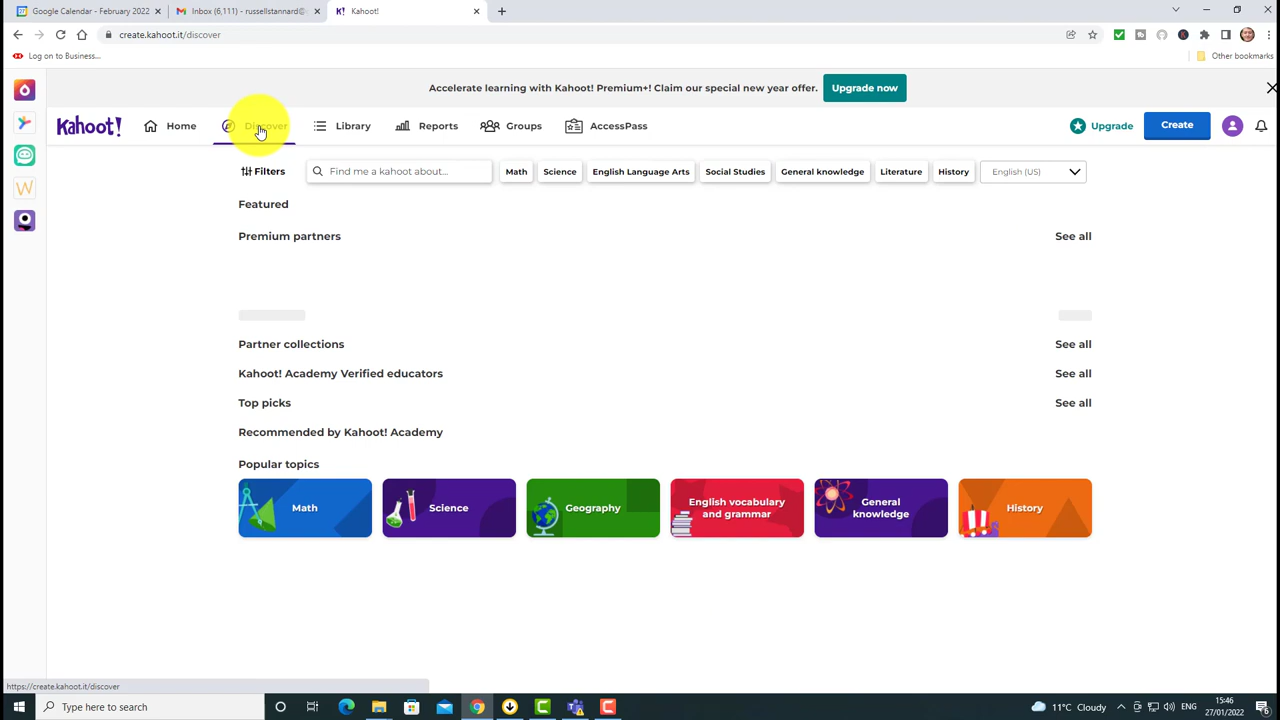 Google Calendar - February 2022
Inbox (6,111) - russellstannard@
Kahoot!
create.kahoot.it/discover
Log on to Business...
Other bookmarks
Accelerate learning with Kahoot! Premium+! Claim our special new year offer.
Upgrade now
Kahoot!
Home
Discover
Library
Reports
Groups
AccessPass
Upgrade
Create
Filters
Find me a kahoot about...
Math
Science
English Language Arts
Social Studies
General knowledge
Literature
History
English (US)
Featured
Premium partners
See all
Partner collections
See all
Kahoot! Academy Verified educators
See all
Top picks
See all
Recommended by Kahoot! Academy
Popular topics
Math
Science
Geography
English vocabulary
and grammar
General
knowledge
History
https://create.kahoot.it/discover
Type here to search
11°C Cloudy
ENG
15:46
27/01/2022
6